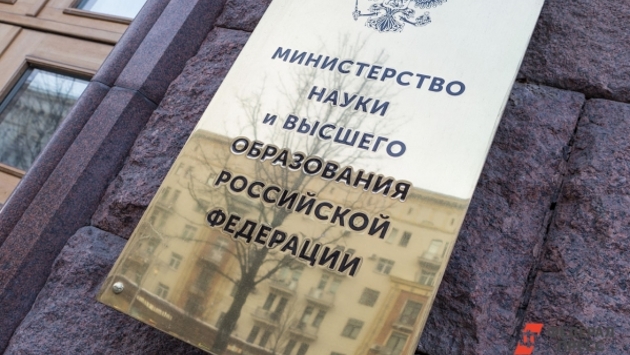 МИНИСТЕРСТВО
НАУКИ
И ВЫСШЕГО
ОБРАЗОВАНИЯ
РОССИЙСКОЙ
ФЕДЕРАЦИИ